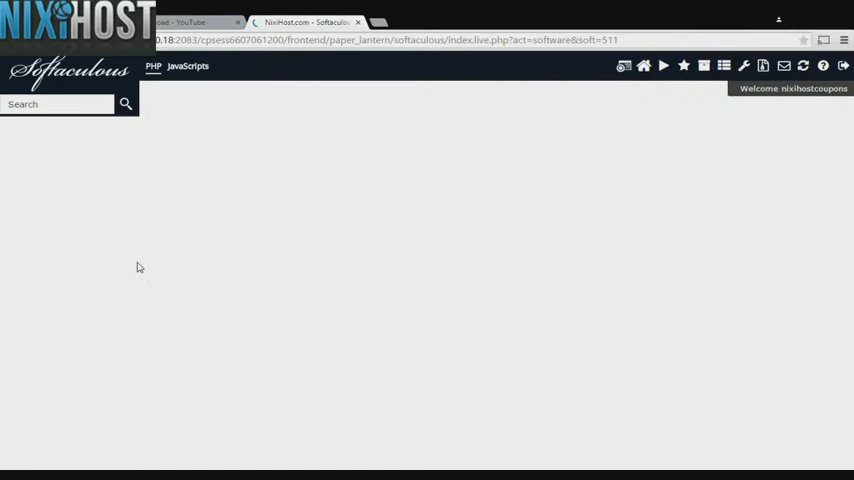 NIXIHOST
oad - YouTube
NixiHost.com - Softaculou
0.18:2083/cpsess6607061200/frontend/paper_lantern/softaculous/index.live.php?act=software&soft=511
Softaculous
PHP
JavaScripts
Search
Welcome nixihostcoupons